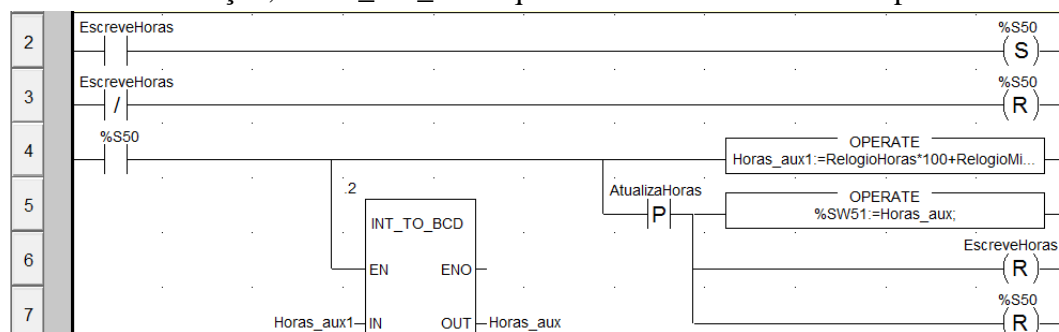 EscreveHoras %S50
2 S
EscreveHoras %S50
3 / R
%S50
4 OPERATE
Horas_aux1:=RelogioHoras*100+RelogioMi...
.2 AtualizaHoras
5 P OPERATE
%SW51:=Horas_aux;
INT_TO_BCD
EscreveHoras
6 EN ENO R
%S50
7 Horas_aux1 IN OUT Horas_aux R